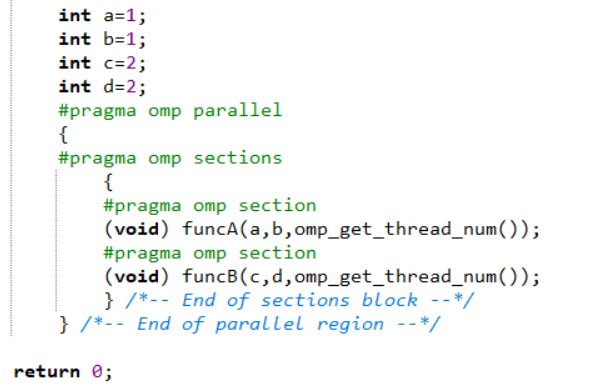 int a=1;
int b=1;
int c=2;
int d=2;
#pragma omp parallel
{
#pragma omp sections
{
#pragma omp section
(void) funcA(a,b,omp_get_thread_num());
#pragma omp section
(void) funcB(c,d,omp_get_thread_num());
} /*-- End of sections block --*/
} /*-- End of parallel region --*/
return 0;